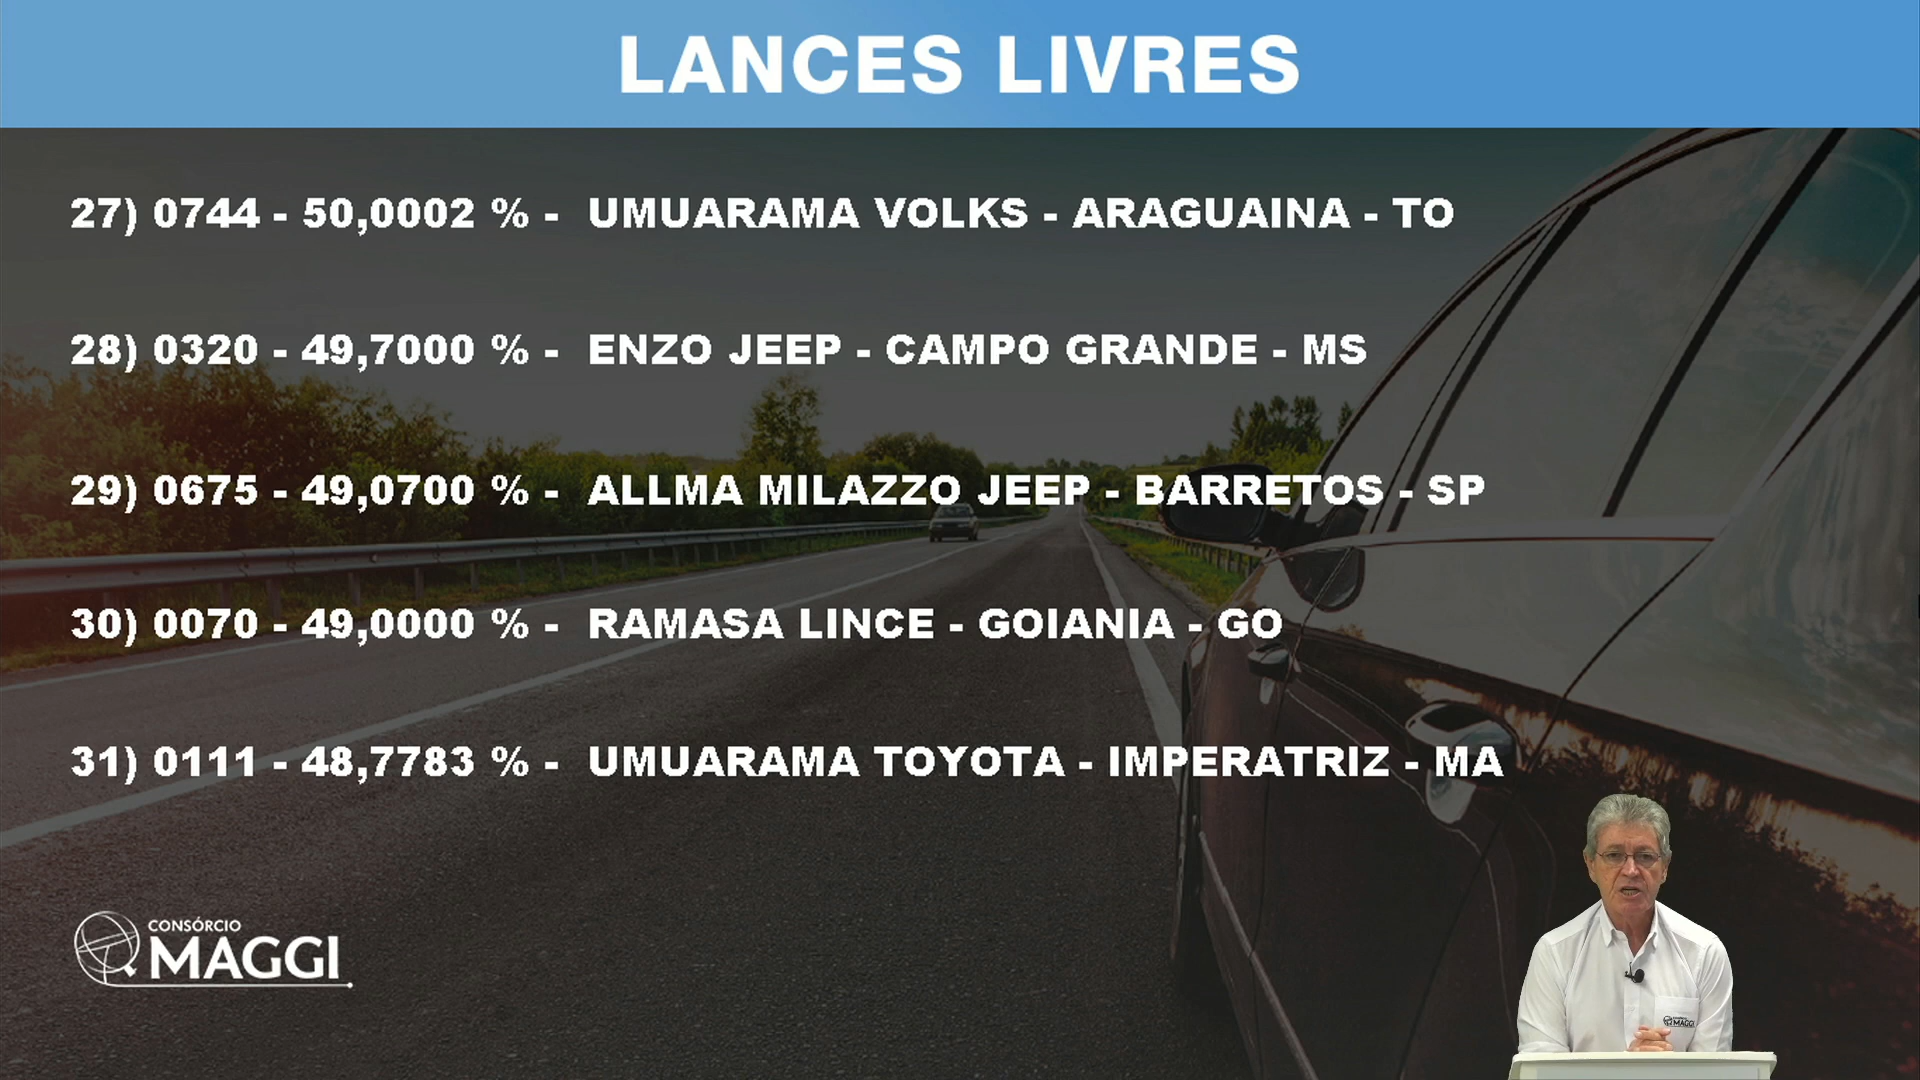 LANCES LIVRES
27) 0744 - 50,0002 % - UMUARAMA VOLKS - ARAGUAINA - TO
28) 0320 - 49,7000 % - ENZO JEEP - CAMPO GRANDE - MS
29) 0675 - 49,0700 % - ALLMA MILAZZO JEEP - BARRETOS - SP
30) 0070 - 49,0000 % - RAMASA LINCE - GOIANIA - GO
31) 0111 - 48,7783 % - UMUARAMA TOYOTA - IMPERATRIZ - MA
CONSÓRCIO
MAGGI
MAGGI